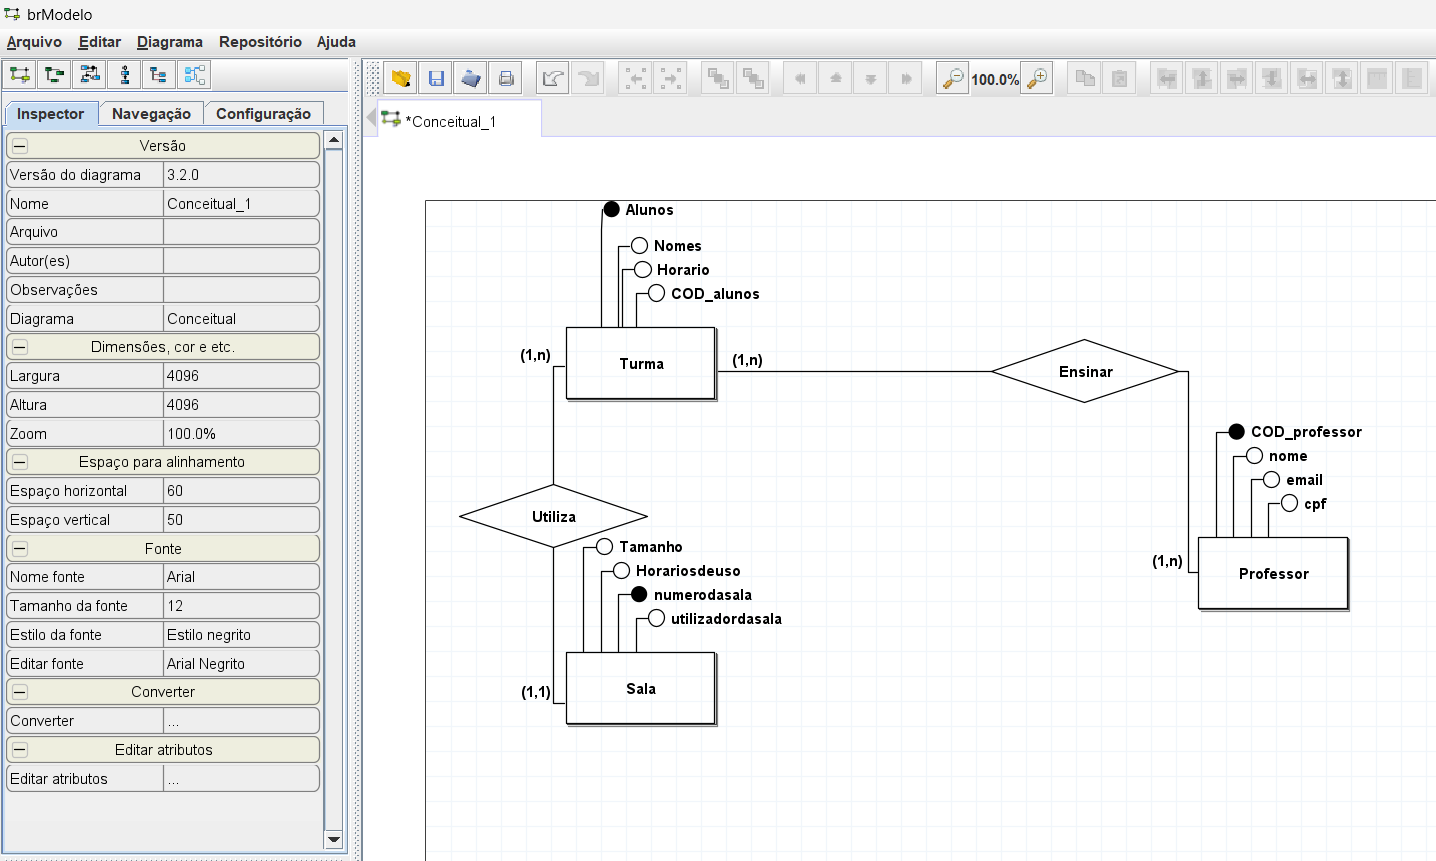 brModelo
Arquivo Editar Diagrama Repositório Ajuda
100.0%
Inspector Navegação Configuração
*Conceitual_1
Versão
Versão do diagrama 3.2.0
Nome Conceitual_1
Arquivo
Autor(es)
Observações
Diagrama Conceitual
Dimensões, cor e etc.
Largura 4096
Altura 4096
Zoom 100.0%
Espaço para alinhamento
Espaço horizontal 60
Espaço vertical 50
Fonte
Nome fonte Arial
Tamanho da fonte 12
Estilo da fonte Estilo negrito
Editar fonte Arial Negrito
Converter
Converter ...
Editar atributos
Editar atributos ...
Alunos
Nomes
Horario
COD_alunos
(1,n)
Turma
(1,n)
Ensinar
COD_professor
nome
email
cpf
(1,n)
Professor
Utiliza
Tamanho
Horariosdeuso
numerodasala
utilizadordasala
(1,1)
Sala